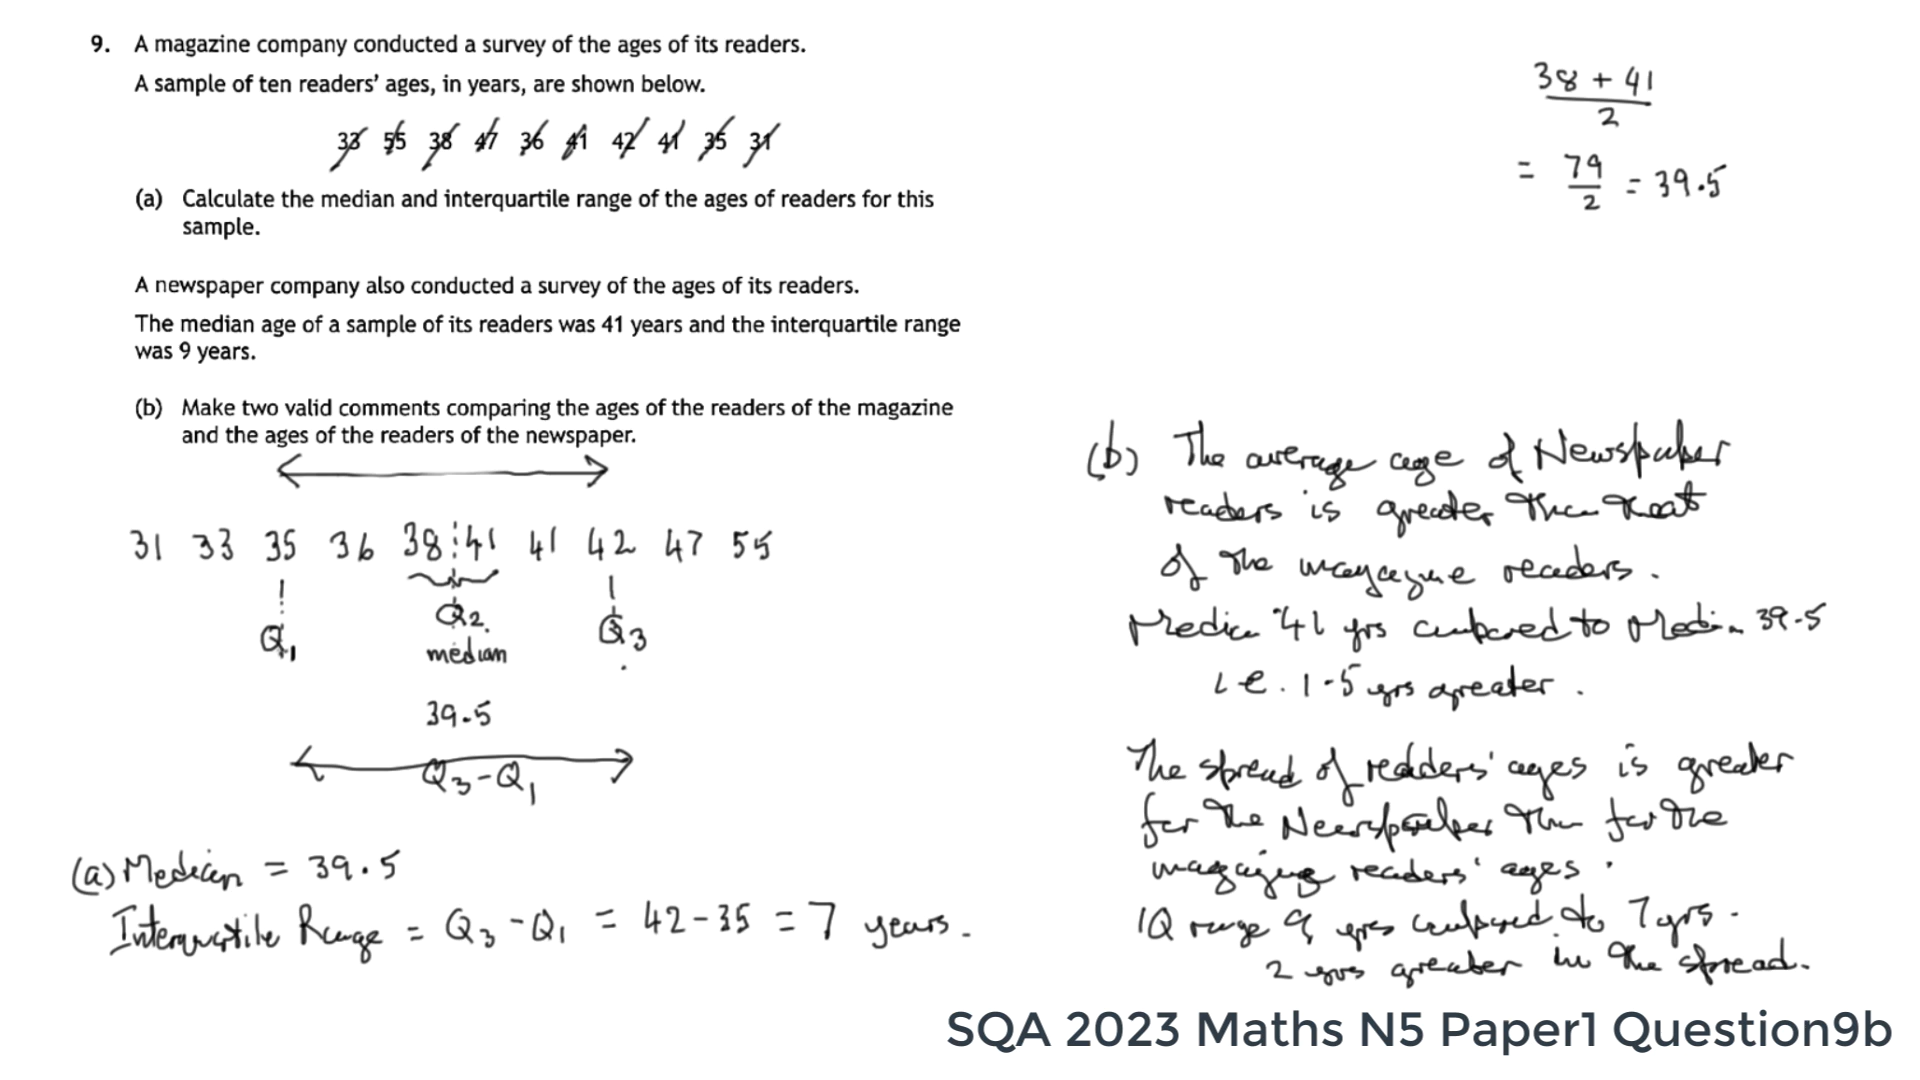 9. A magazine company conducted a survey of the ages of its readers.
A sample of ten readers' ages, in years, are shown below.
33 55 38 47 36 41 42 41 35 31
(a) Calculate the median and interquartile range of the ages of readers for this
sample.
A newspaper company also conducted a survey of the ages of its readers.
The median age of a sample of its readers was 41 years and the interquartile range
was 9 years.
(b) Make two valid comments comparing the ages of the readers of the magazine
and the ages of the readers of the newspaper.
31 33 35 36 38 41 41 42 47 55
Q1 Q2 Q3
median
39.5
Q3-Q1
(a) Median = 39.5
Interquartile Range = Q3 - Q1 = 42-35 = 7 years.
38 + 41
2
= 79/2 = 39.5
(b) The average age of Newspaper
readers is greater than that
of the magazine readers.
Median 41 yrs compared to Median 39.5
i.e. 1.5 yrs greater.
The spread of readers' ages is greater
for the Newspaper than for the
magazine readers' ages.
IQ range 9 yrs compared to 7 yrs.
2 yrs greater in the spread.
SQA 2023 Maths N5 Paper1 Question9b